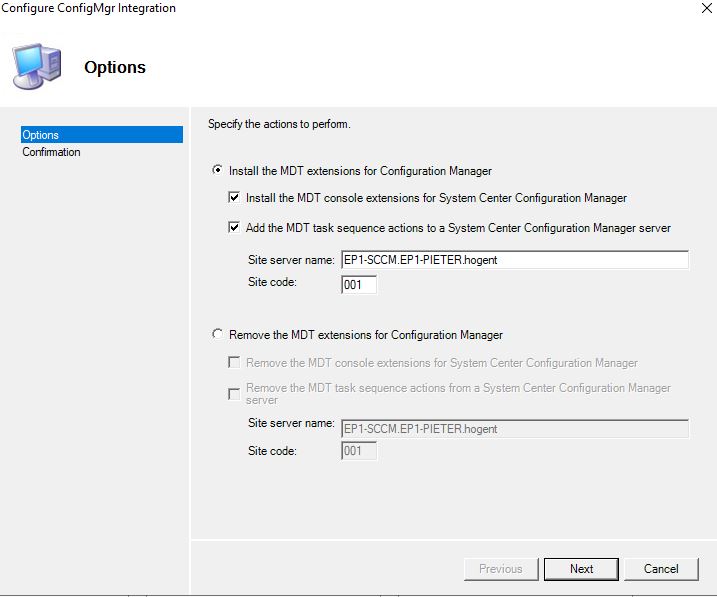 Configure ConfigMgr Integration
Options
Options
Confirmation
Specify the actions to perform.
Install the MDT extensions for Configuration Manager
Install the MDT console extensions for System Center Configuration Manager
Add the MDT task sequence actions to a System Center Configuration Manager server
Site server name: EP1-SCCM.EP1-PIETER.hogent
Site code: 001
Remove the MDT extensions for Configuration Manager
Remove the MDT console extensions for System Center Configuration Manager
Remove the MDT task sequence actions from a System Center Configuration Manager
server
Site server name: EP1-SCCM.EP1-PIETER.hogent
Site code: 001
Previous Next Cancel